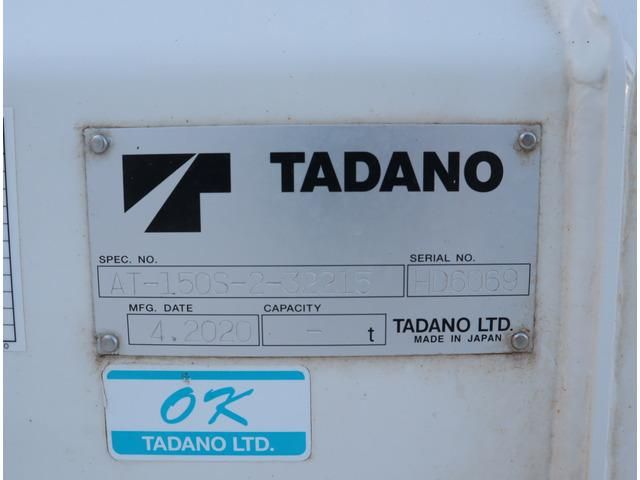 TADANO
SPEC. NO.
SERIAL NO.
AT-150S-2-32215
HD6069
MFG. DATE
CAPACITY
4.2020
- t
TADANO LTD.
MADE IN JAPAN
OK
TADANO LTD.